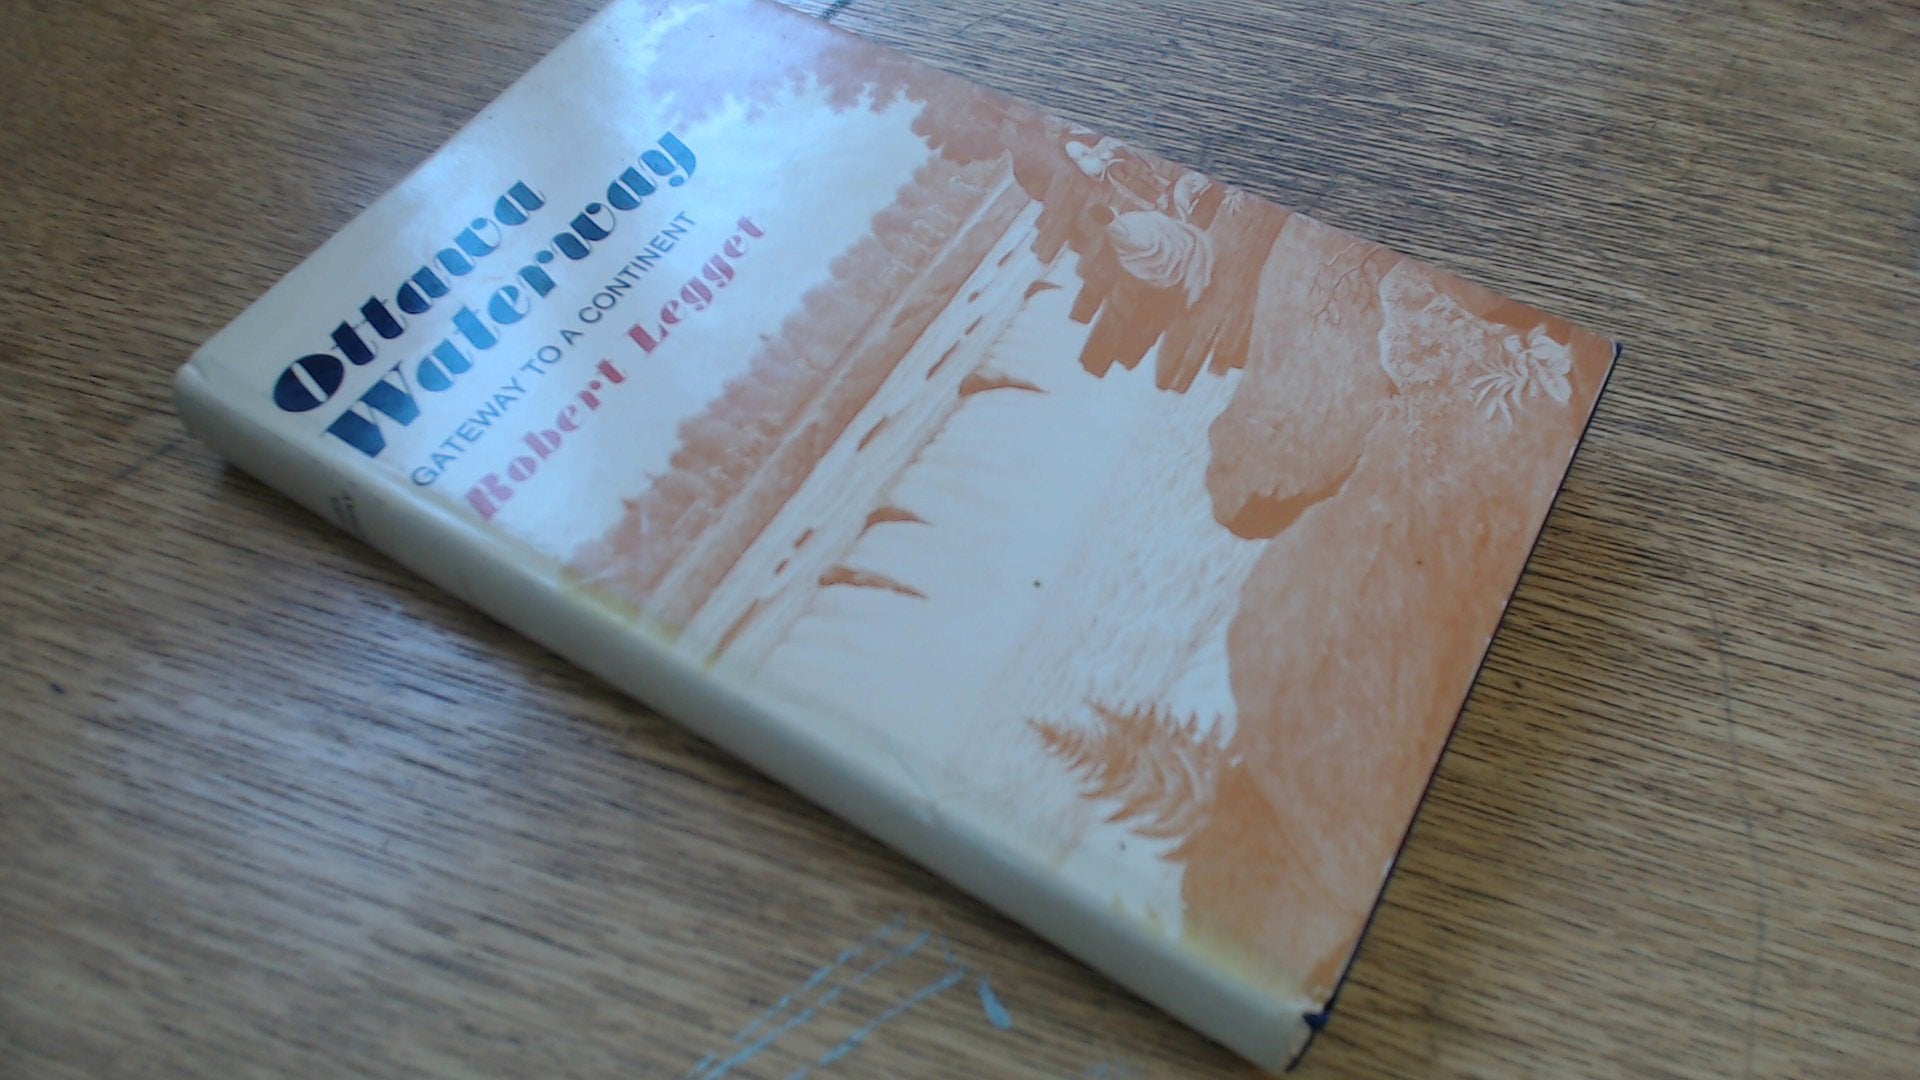 Ottawa
Waterway
GATEWAY TO A CONTINENT
Robert Legget